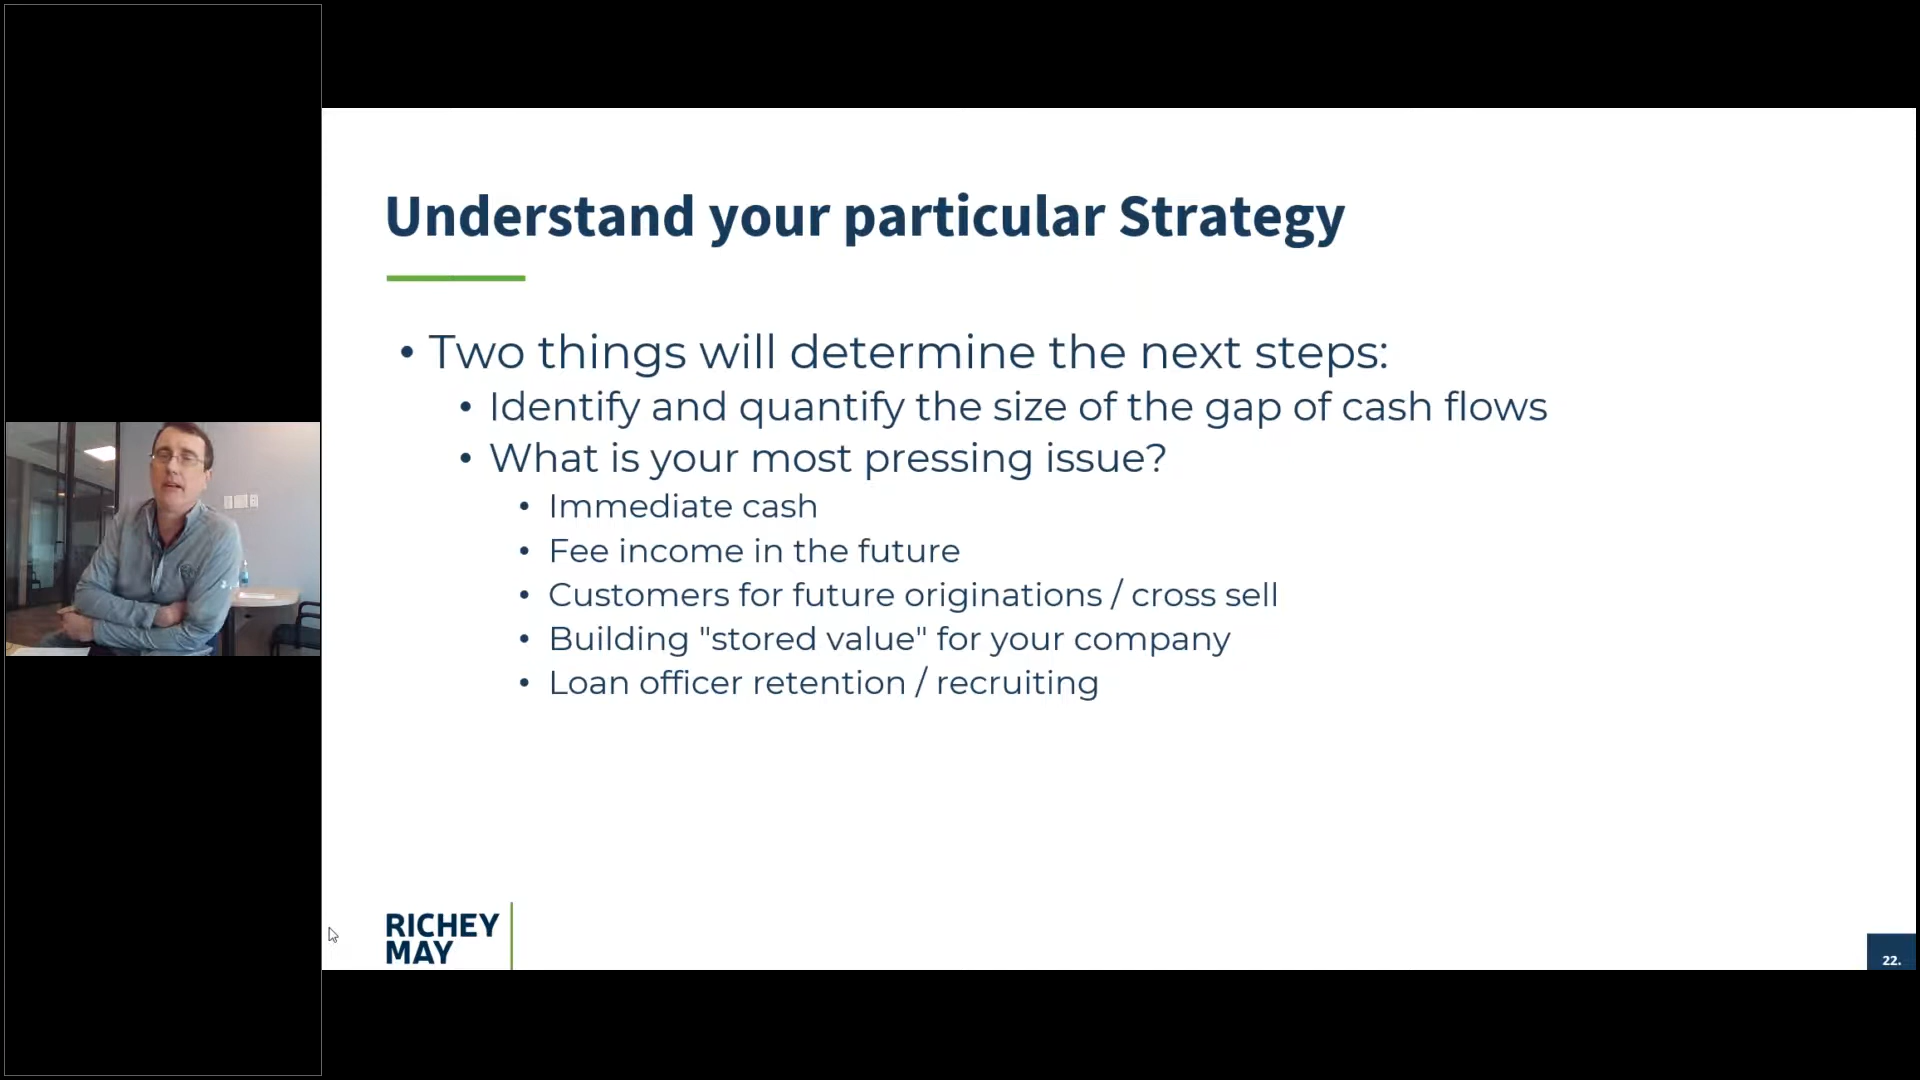 Understand your particular Strategy
• Two things will determine the next steps:
• Identify and quantify the size of the gap of cash flows
• What is your most pressing issue?
• Immediate cash
• Fee income in the future
• Customers for future originations / cross sell
• Building "stored value" for your company
• Loan officer retention / recruiting
RICHEY
MAY
22.